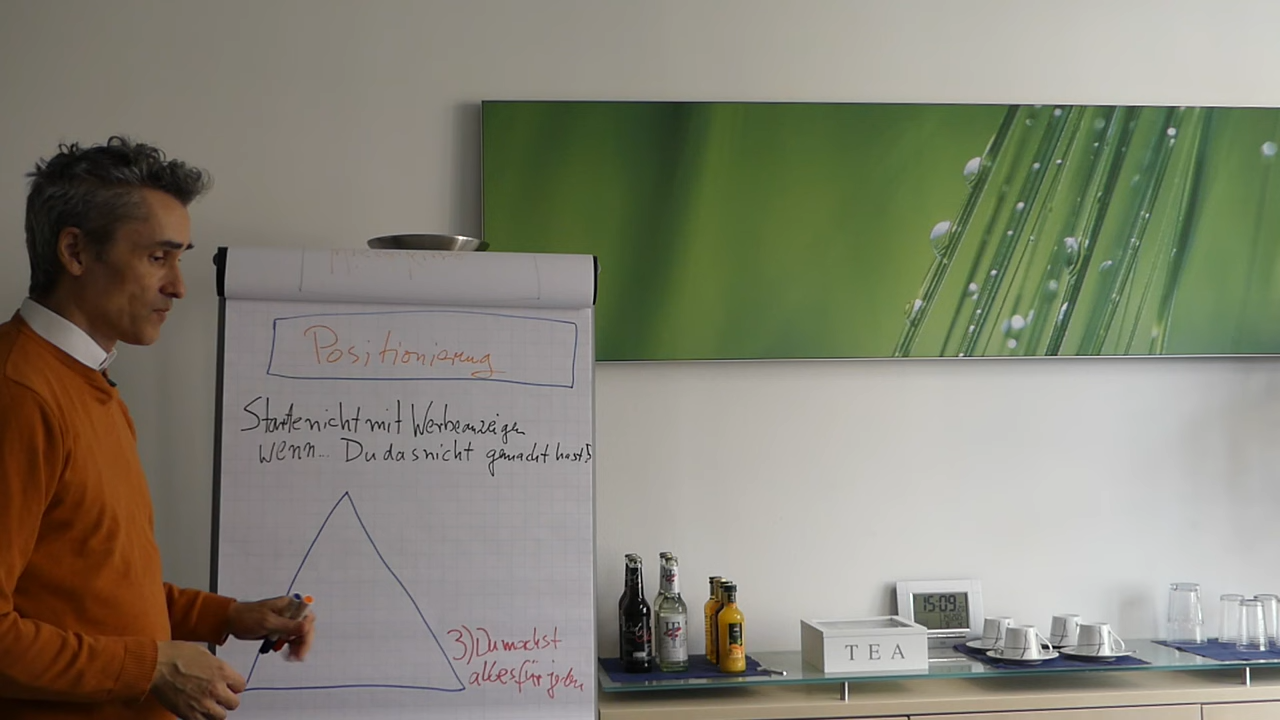 Positionierung
Starte nicht mit Werbeanzeigen
wenn... Du das nicht gemacht hast!
3) Du machst
alles für jeden
15:09
TEA